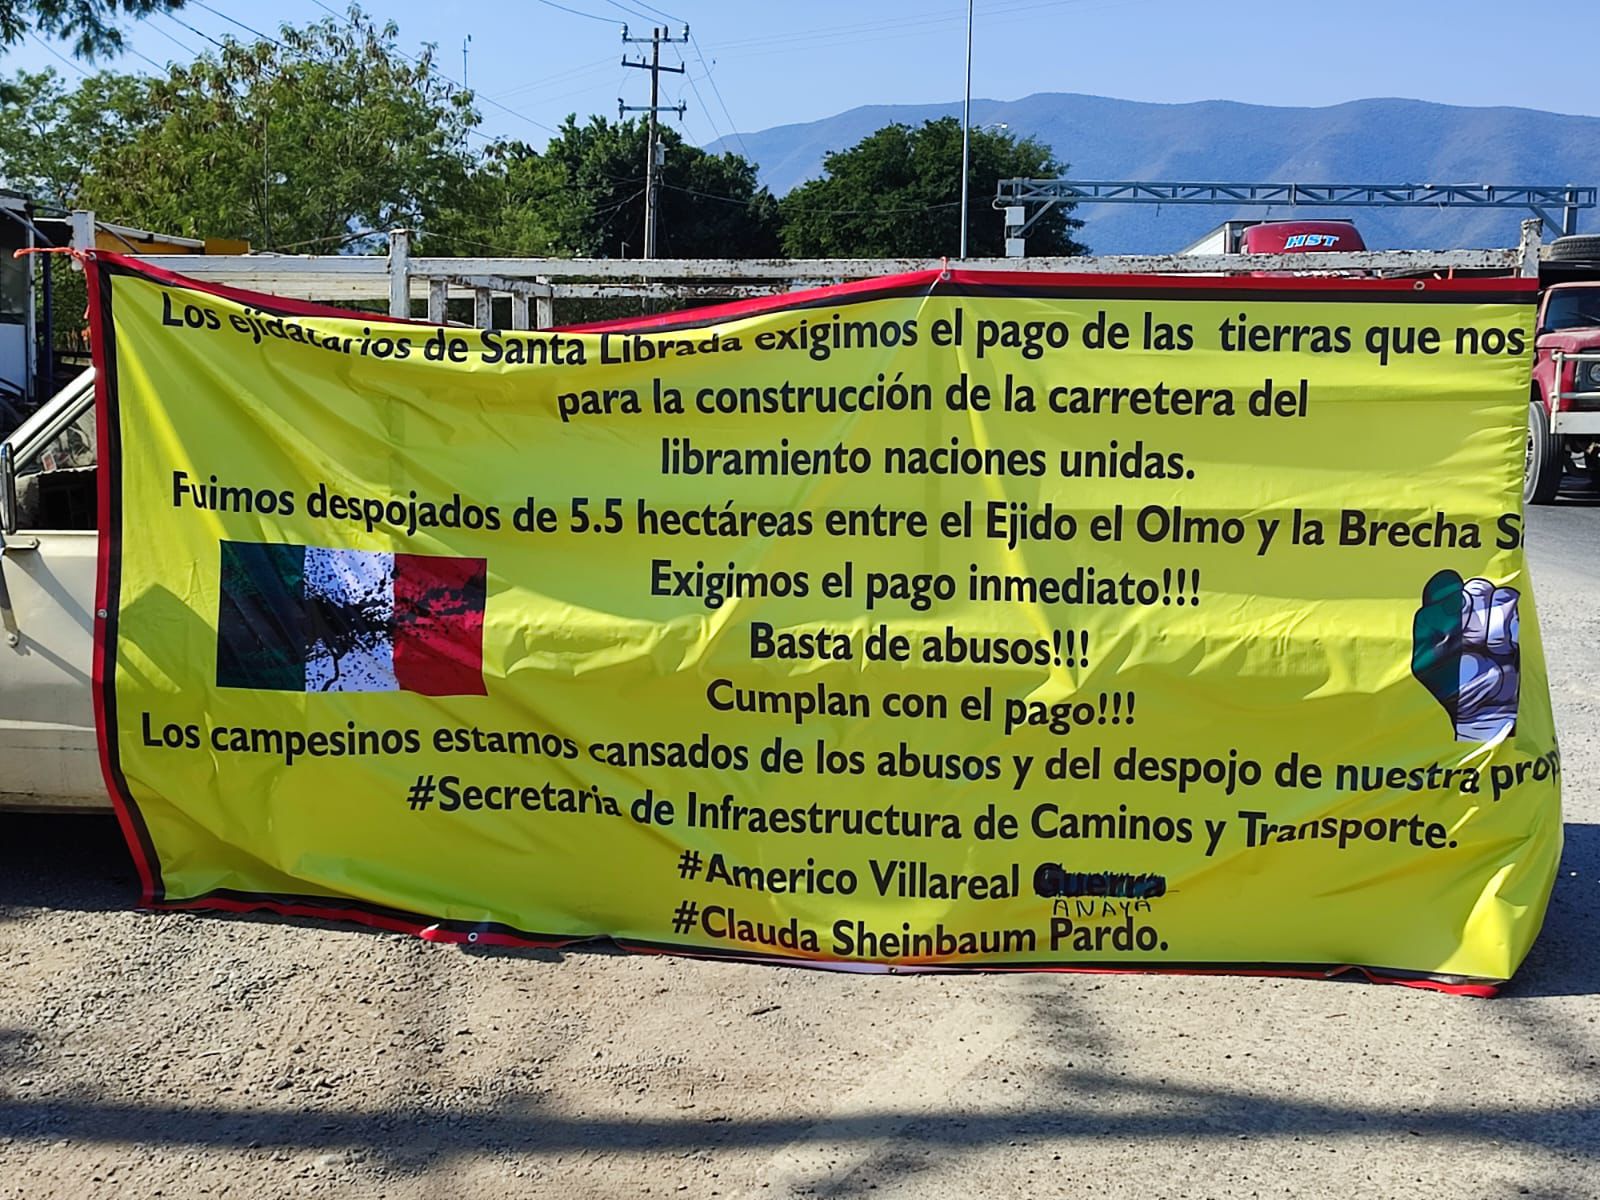 HST
Los ejidatarios de Santa Librada exigimos el pago de las tierras que nos
para la construcción de la carretera del
libramiento naciones unidas.
Fuimos despojados de 5.5 hectáreas entre el Ejido el Olmo y la Brecha
Exigimos el pago inmediato!!!
Basta de abusos!!!
Cumplan con el pago!!!
Los campesinos estamos cansados de los abusos y del despojo de nuestra
#Secretaria de Infraestructura de Caminos y Transporte.
#Americo Villareal Guerra
ANAYA
#Clauda Sheinbaum Pardo.